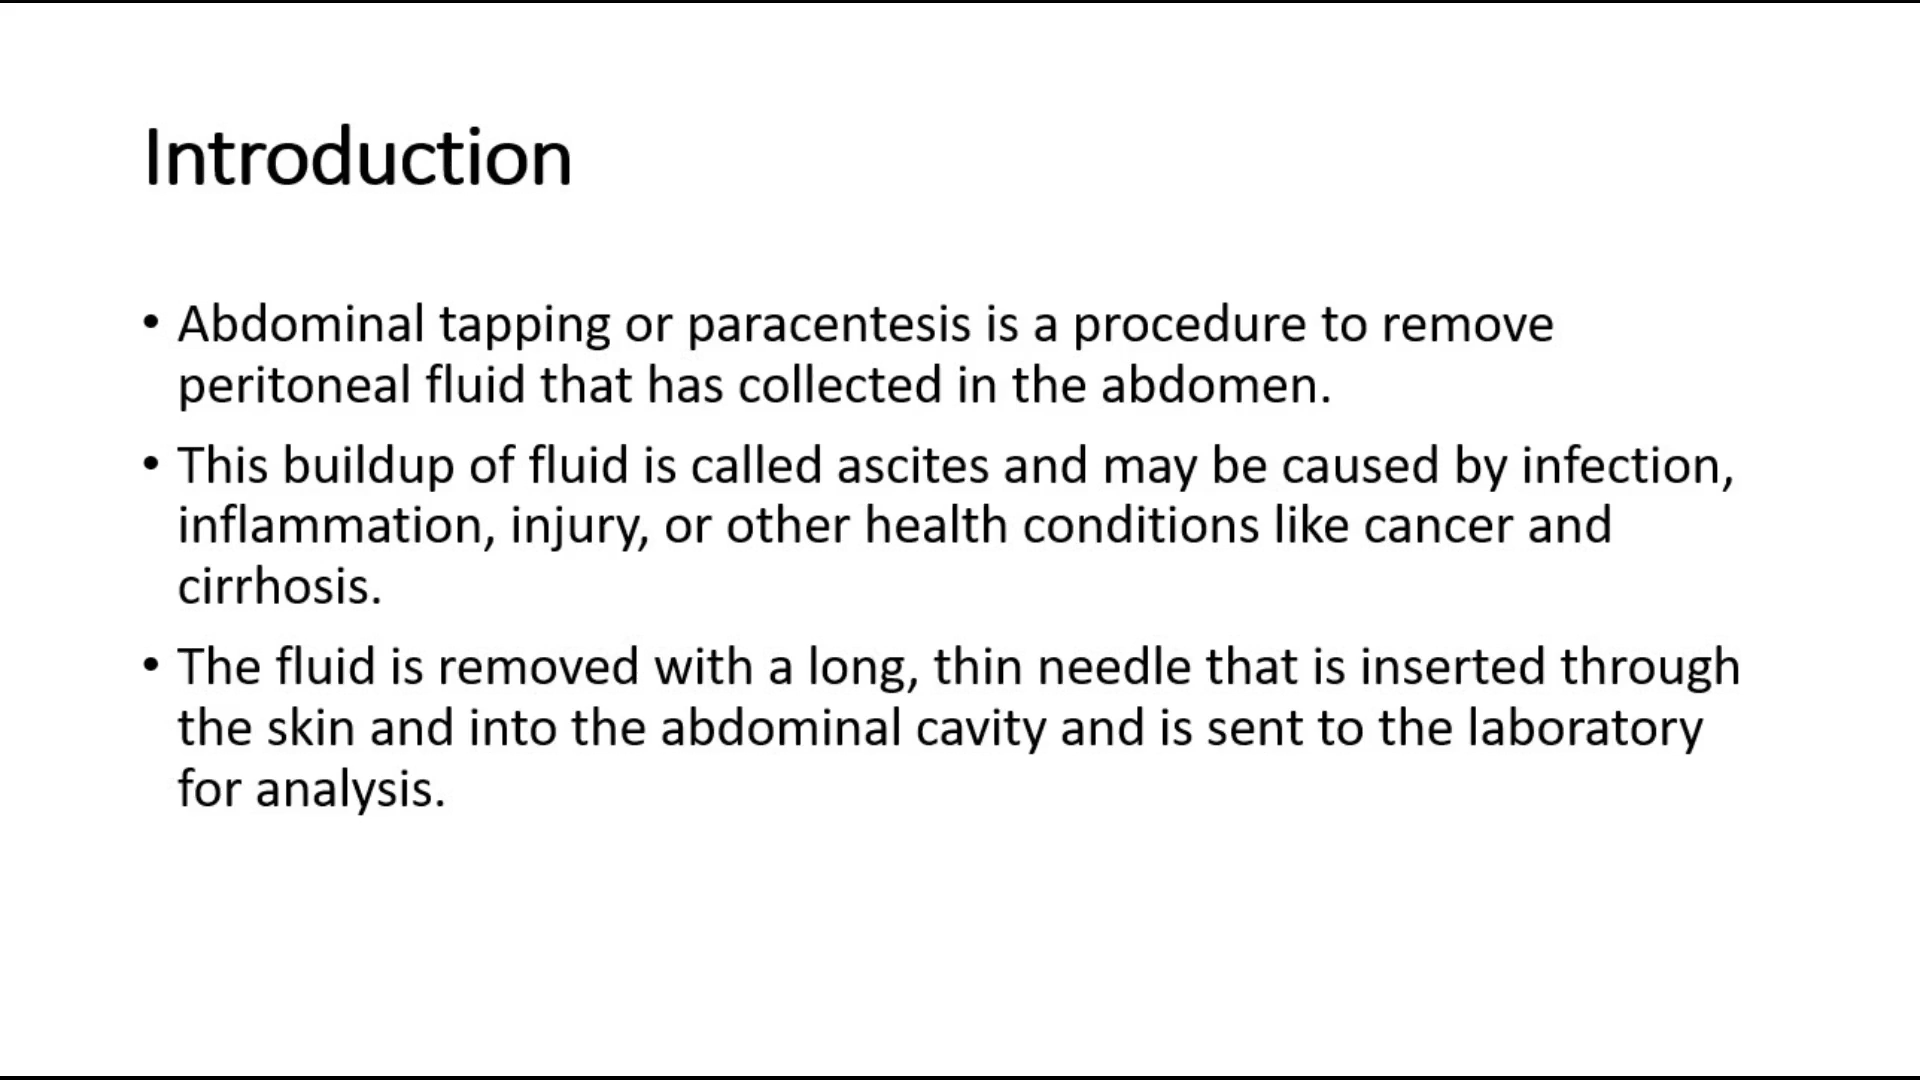 Introduction
• Abdominal tapping or paracentesis is a procedure to remove
peritoneal fluid that has collected in the abdomen.
• This buildup of fluid is called ascites and may be caused by infection,
inflammation, injury, or other health conditions like cancer and
cirrhosis.
• The fluid is removed with a long, thin needle that is inserted through
the skin and into the abdominal cavity and is sent to the laboratory
for analysis.